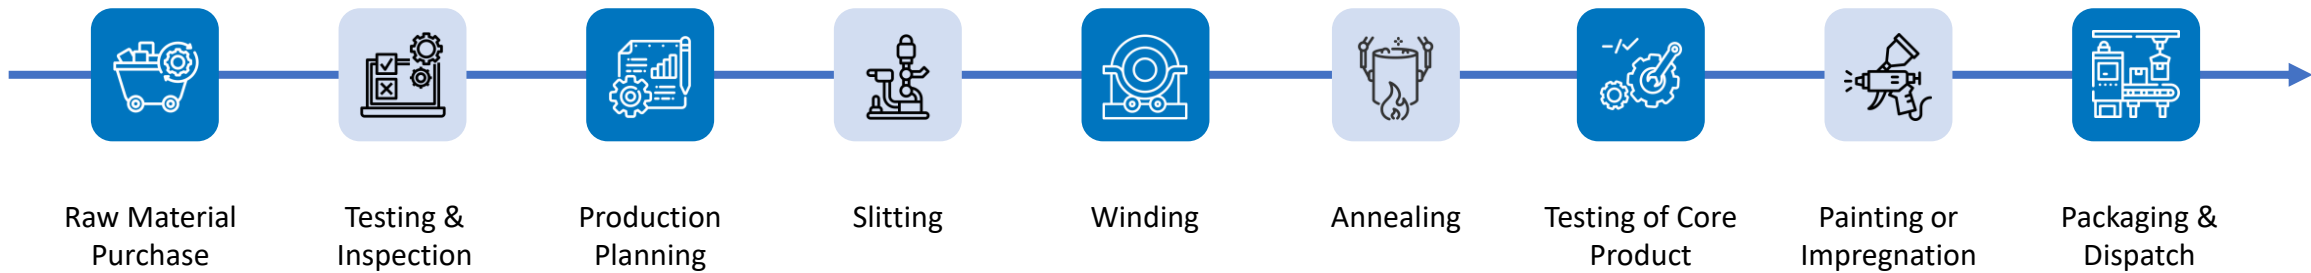 Raw Material
Purchase
Testing &
Inspection
Production
Planning
Slitting
Winding
Annealing
Testing of Core
Product
Painting or
Impregnation
Packaging &
Dispatch